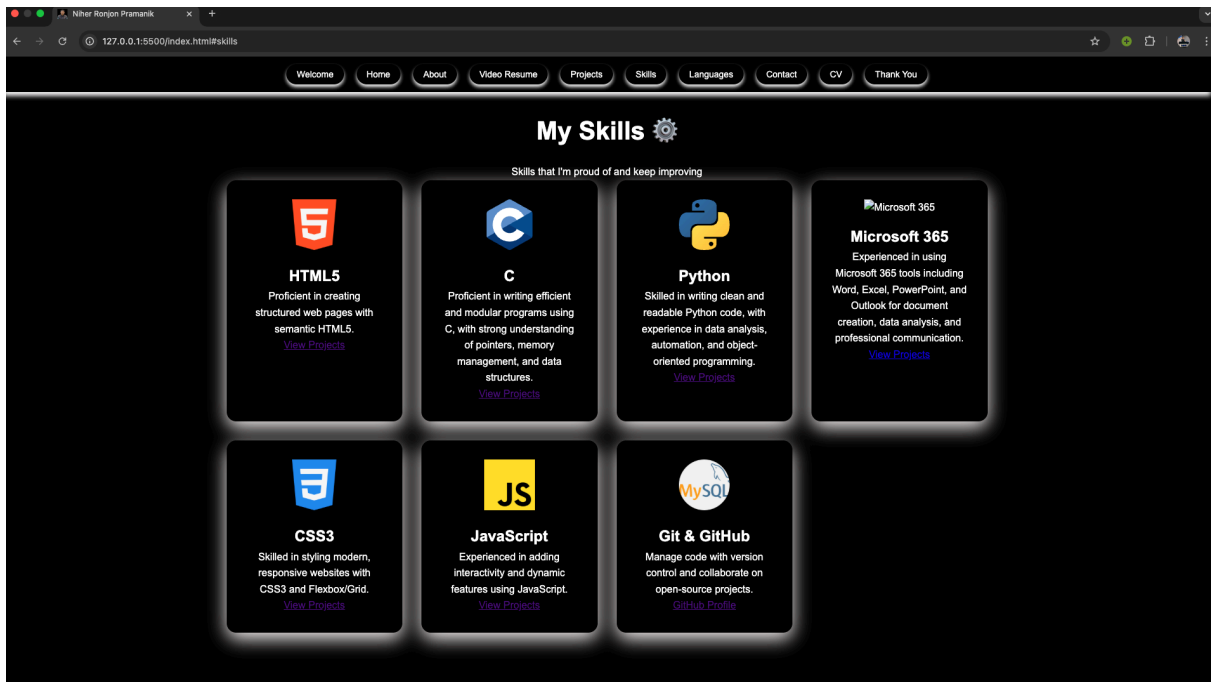 Niher Ronjon Pramanik
127.0.0.1:5500/index.html#skills
Welcome
Home
About
Video Resume
Projects
Skills
Languages
Contact
CV
Thank You
My Skills ⚙️
Skills that I'm proud of and keep improving
5
HTML5
Proficient in creating
structured web pages with
semantic HTML5.
View Projects
C
C
Proficient in writing efficient
and modular programs using
C, with strong understanding
of pointers, memory
management, and data
structures.
View Projects
Python
Skilled in writing clean and
readable Python code, with
experience in data analysis,
automation, and object-
oriented programming.
View Projects
Microsoft 365
Microsoft 365
Experienced in using
Microsoft 365 tools including
Word, Excel, PowerPoint, and
Outlook for document
creation, data analysis, and
professional communication.
View Projects
3
CSS3
Skilled in styling modern,
responsive websites with
CSS3 and Flexbox/Grid.
View Projects
JS
JavaScript
Experienced in adding
interactivity and dynamic
features using JavaScript.
View Projects
MySQL
Git & GitHub
Manage code with version
control and collaborate on
open-source projects.
GitHub Profile